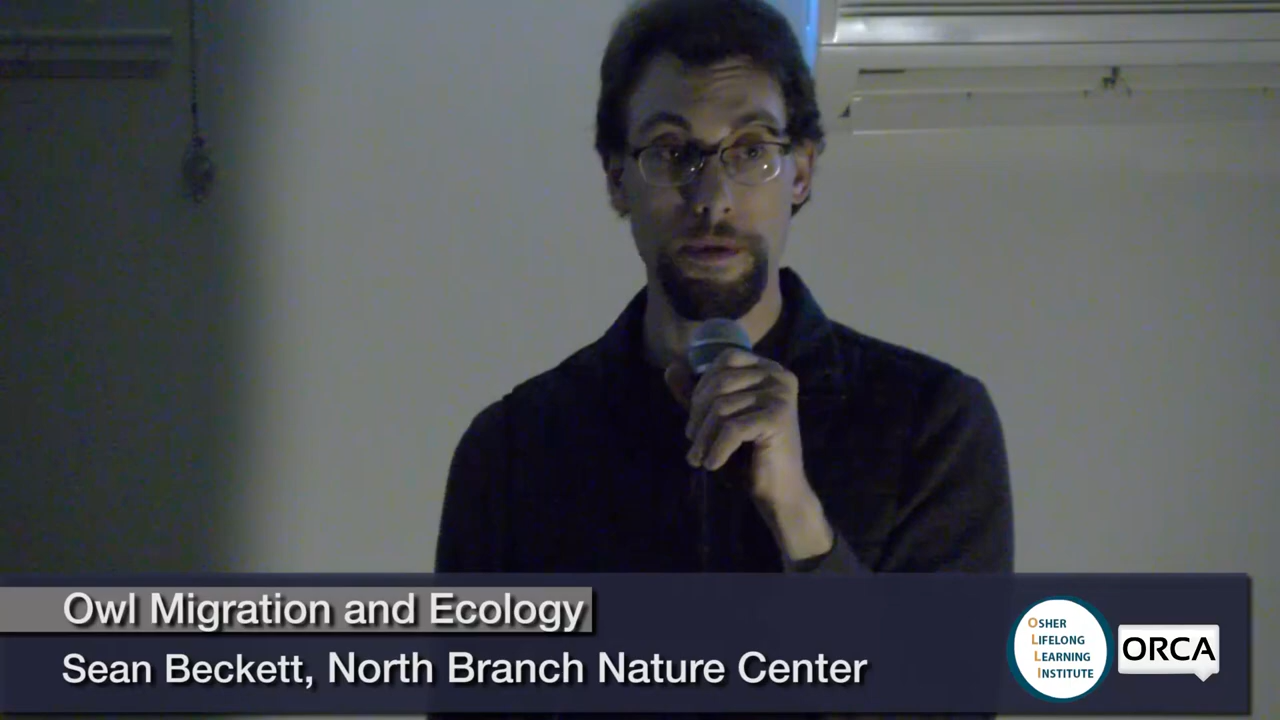 Owl Migration and Ecology
Sean Beckett, North Branch Nature Center
OSHER
LIFELONG
LEARNING
INSTITUTE
ORCA